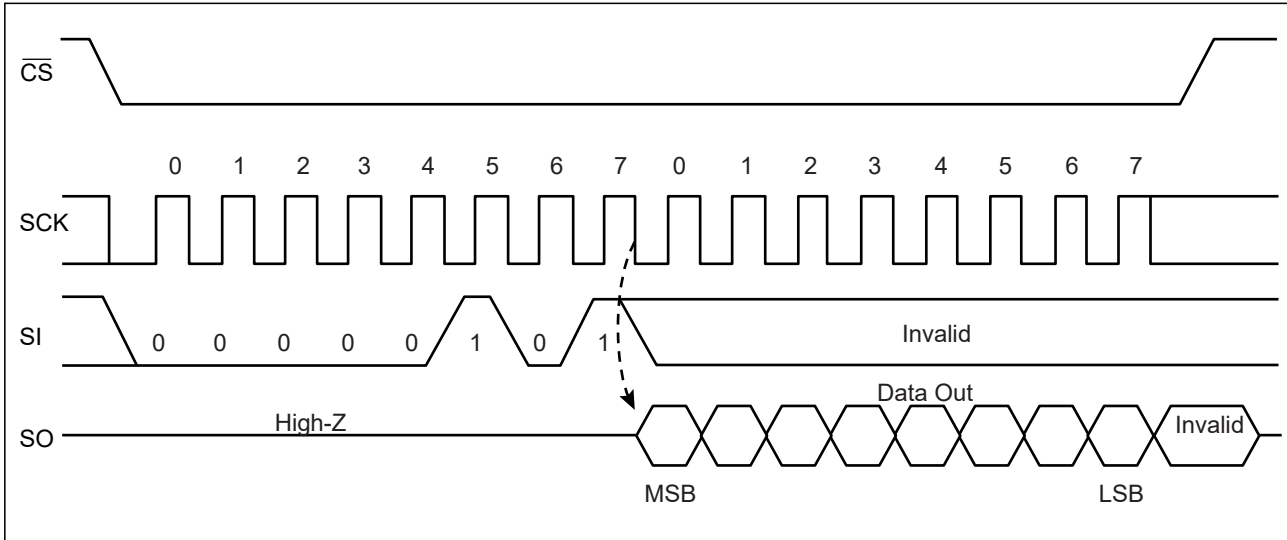 CS
0 1 2 3 4 5 6 7 0 1 2 3 4 5 6 7
SCK
SI
0 0 0 0 0 1 0 1
Invalid
Data Out
SO
High-Z
Invalid
MSB
LSB